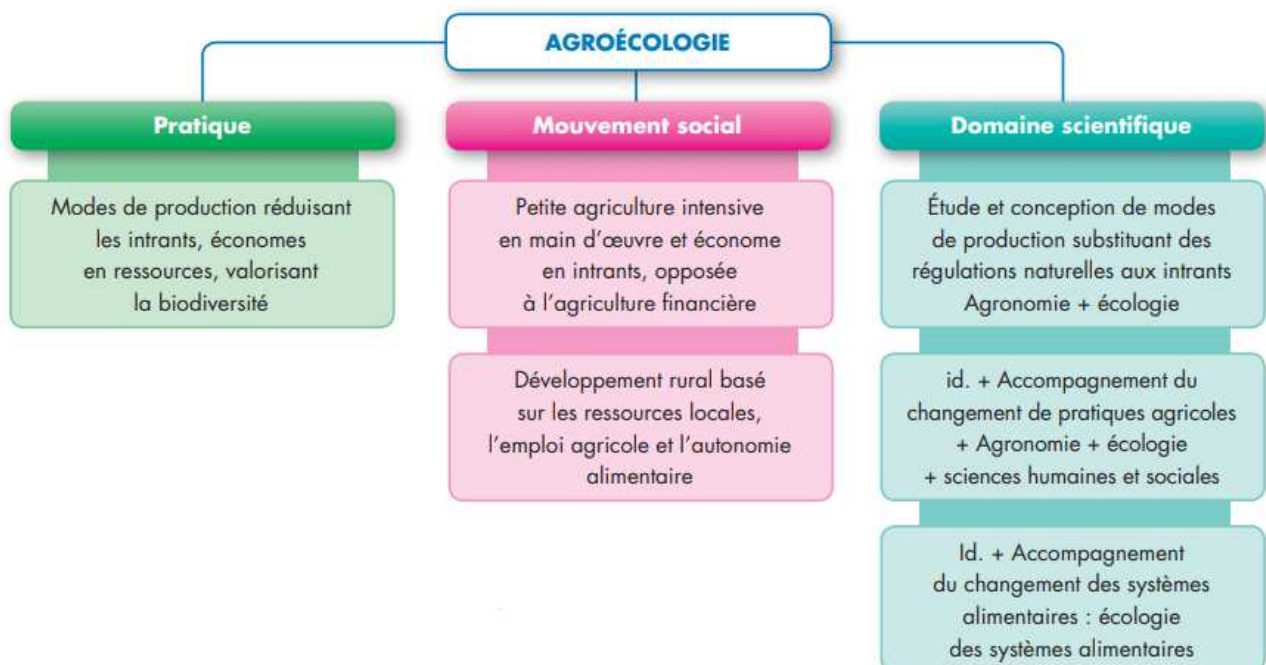 AGROÉCOLOGIE
Pratique
Modes de production réduisant
les intrants, économes
en ressources, valorisant
la biodiversité
Mouvement social
Petite agriculture intensive
en main d'œuvre et économe
en intrants, opposée
à l'agriculture financière
Développement rural basé
sur les ressources locales,
l'emploi agricole et l'autonomie
alimentaire
Domaine scientifique
Étude et conception de modes
de production substituant des
régulations naturelles aux intrants
Agronomie + écologie
id. + Accompagnement du
changement de pratiques agricoles
+ Agronomie + écologie
+ sciences humaines et sociales
Id. + Accompagnement
du changement des systèmes
alimentaires : écologie
des systèmes alimentaires